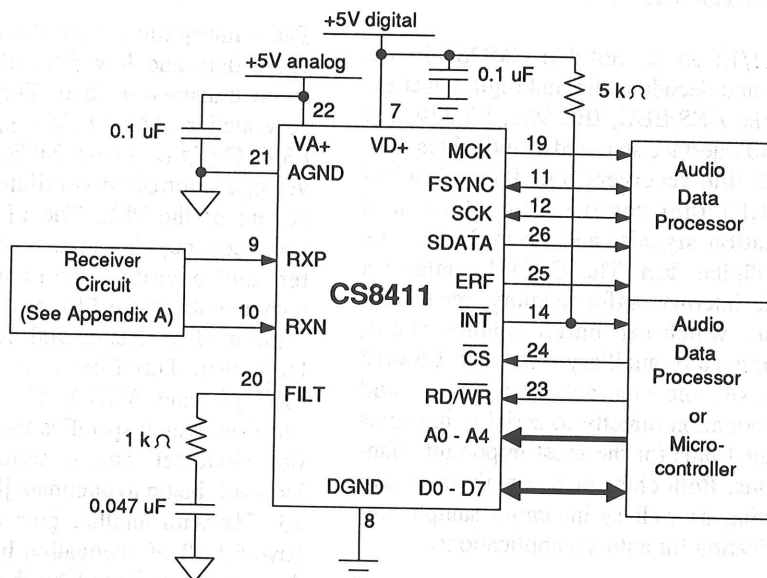 +5V digital
+5V analog
0.1 uF
5 kΩ
22
7
0.1 uF
VA+
VD+
MCK
19
21
AGND
FSYNC
11
Audio
Data
Processor
SCK
12
SDATA
26
9
RXP
ERF
25
Receiver
Circuit
(See Appendix A)
CS8411
10
RXN
INT
14
Audio
Data
Processor
or
Micro-
controller
CS
24
20
FILT
RD/WR
23
1 kΩ
A0 - A4
0.047 uF
DGND
D0 - D7
8